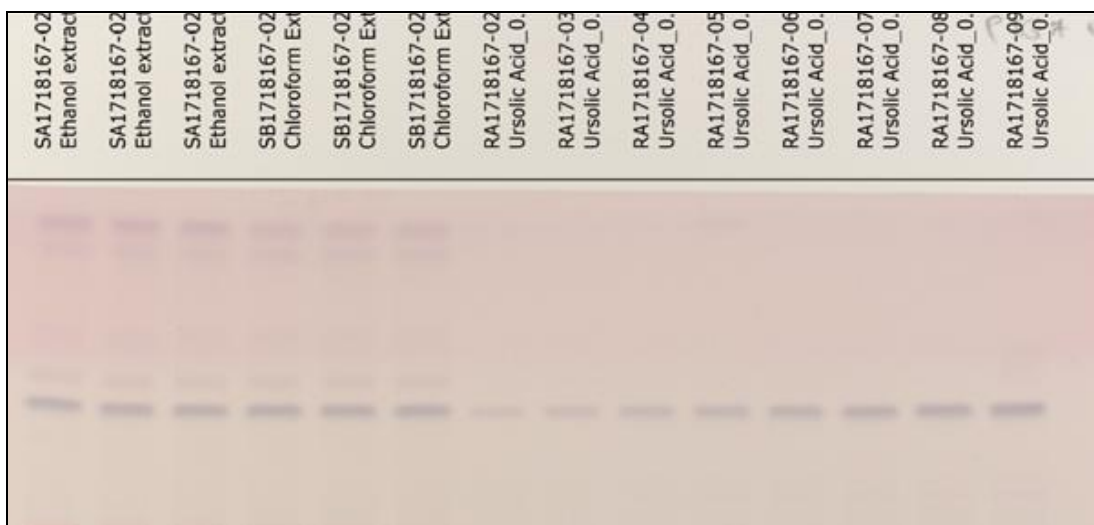 SA1718167-02
Ethanol extract
SA1718167-02
Ethanol extract
SA1718167-02
Ethanol extract
SB1718167-02
Chloroform Ext
SB1718167-02
Chloroform Ext
SB1718167-02
Chloroform Ext
RA1718167-02
Ursolic Acid_0.
RA1718167-03
Ursolic Acid_0.
RA1718167-04
Ursolic Acid_0.
RA1718167-05
Ursolic Acid_0.
RA1718167-06
Ursolic Acid_0.
RA1718167-07
Ursolic Acid_0.
RA1718167-08
Ursolic Acid_0.
RA1718167-09
Ursolic Acid_0.